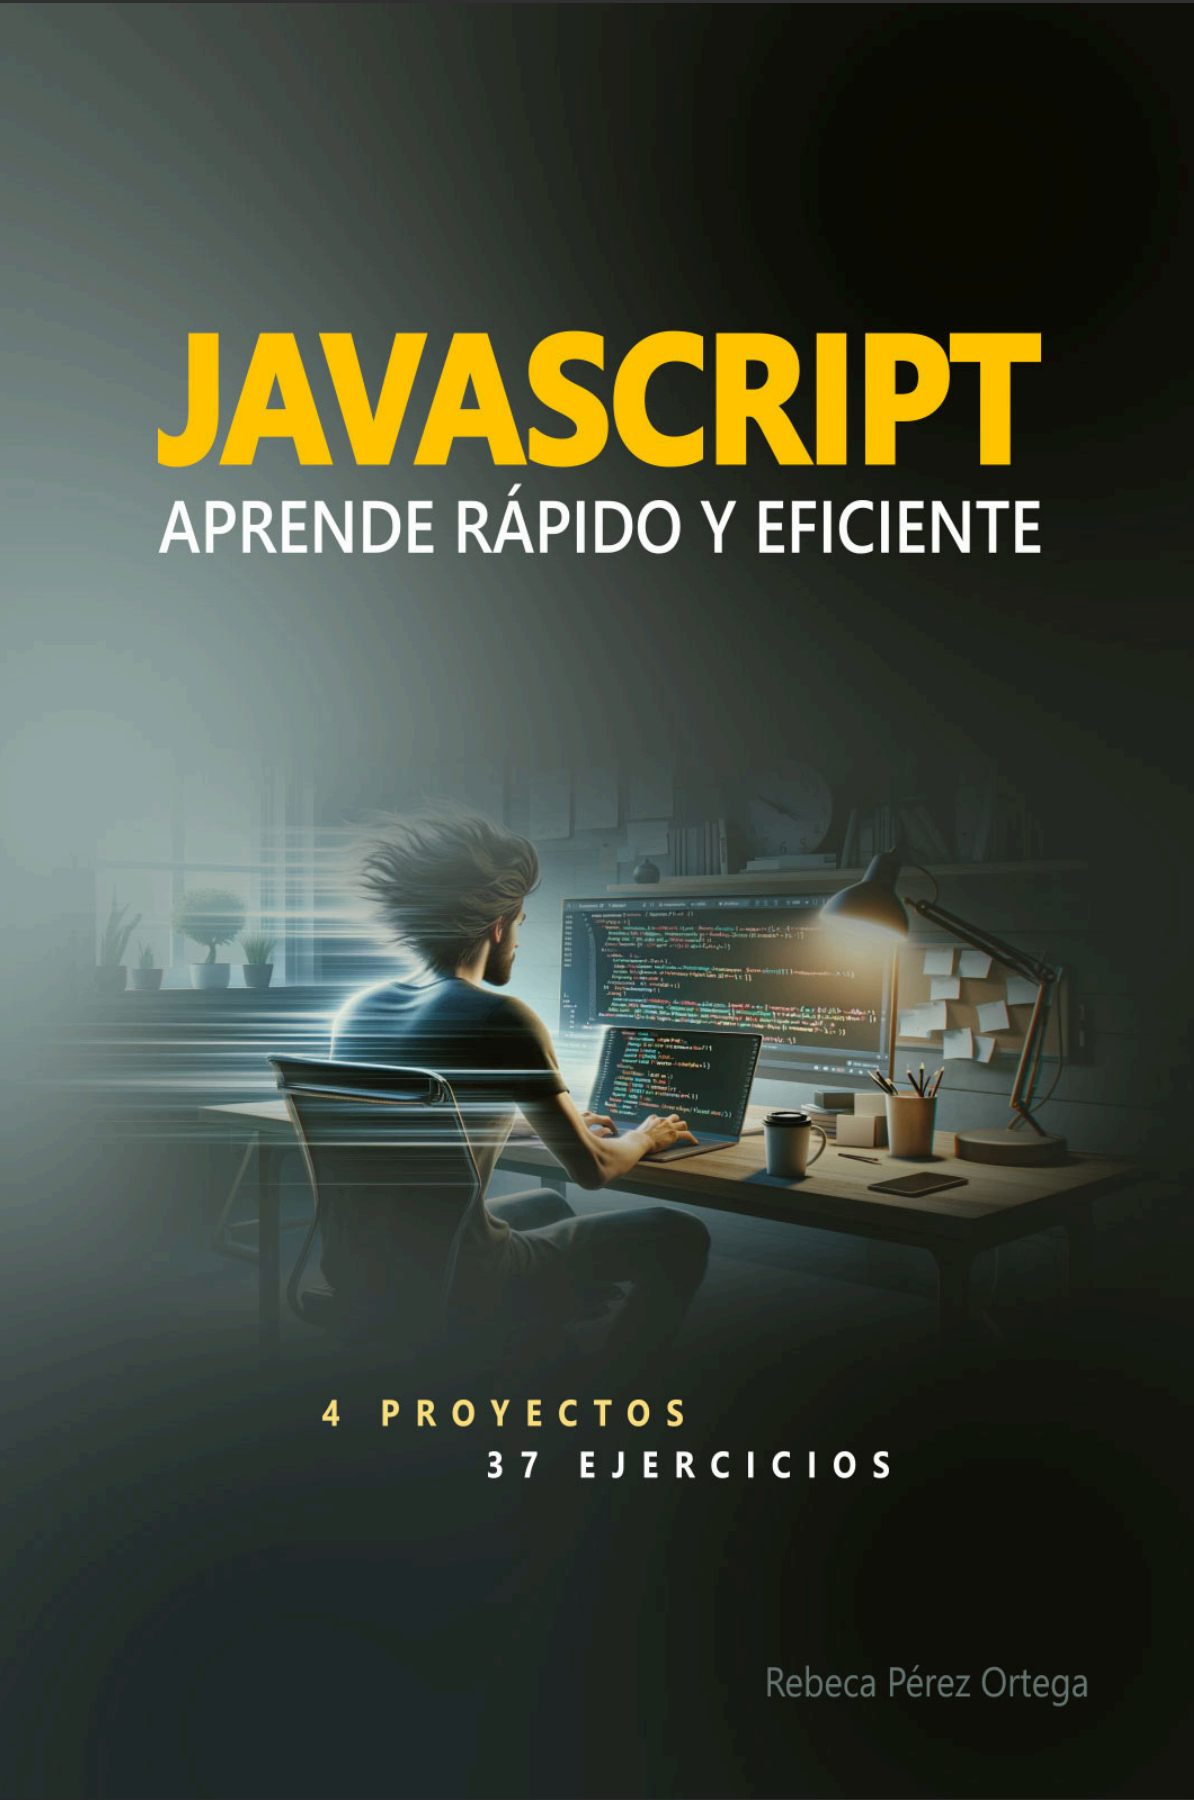 JAVASCRIPT
APRENDE RÁPIDO Y EFICIENTE
4 PROYECTOS
37 EJERCICIOS
Rebeca Pérez Ortega